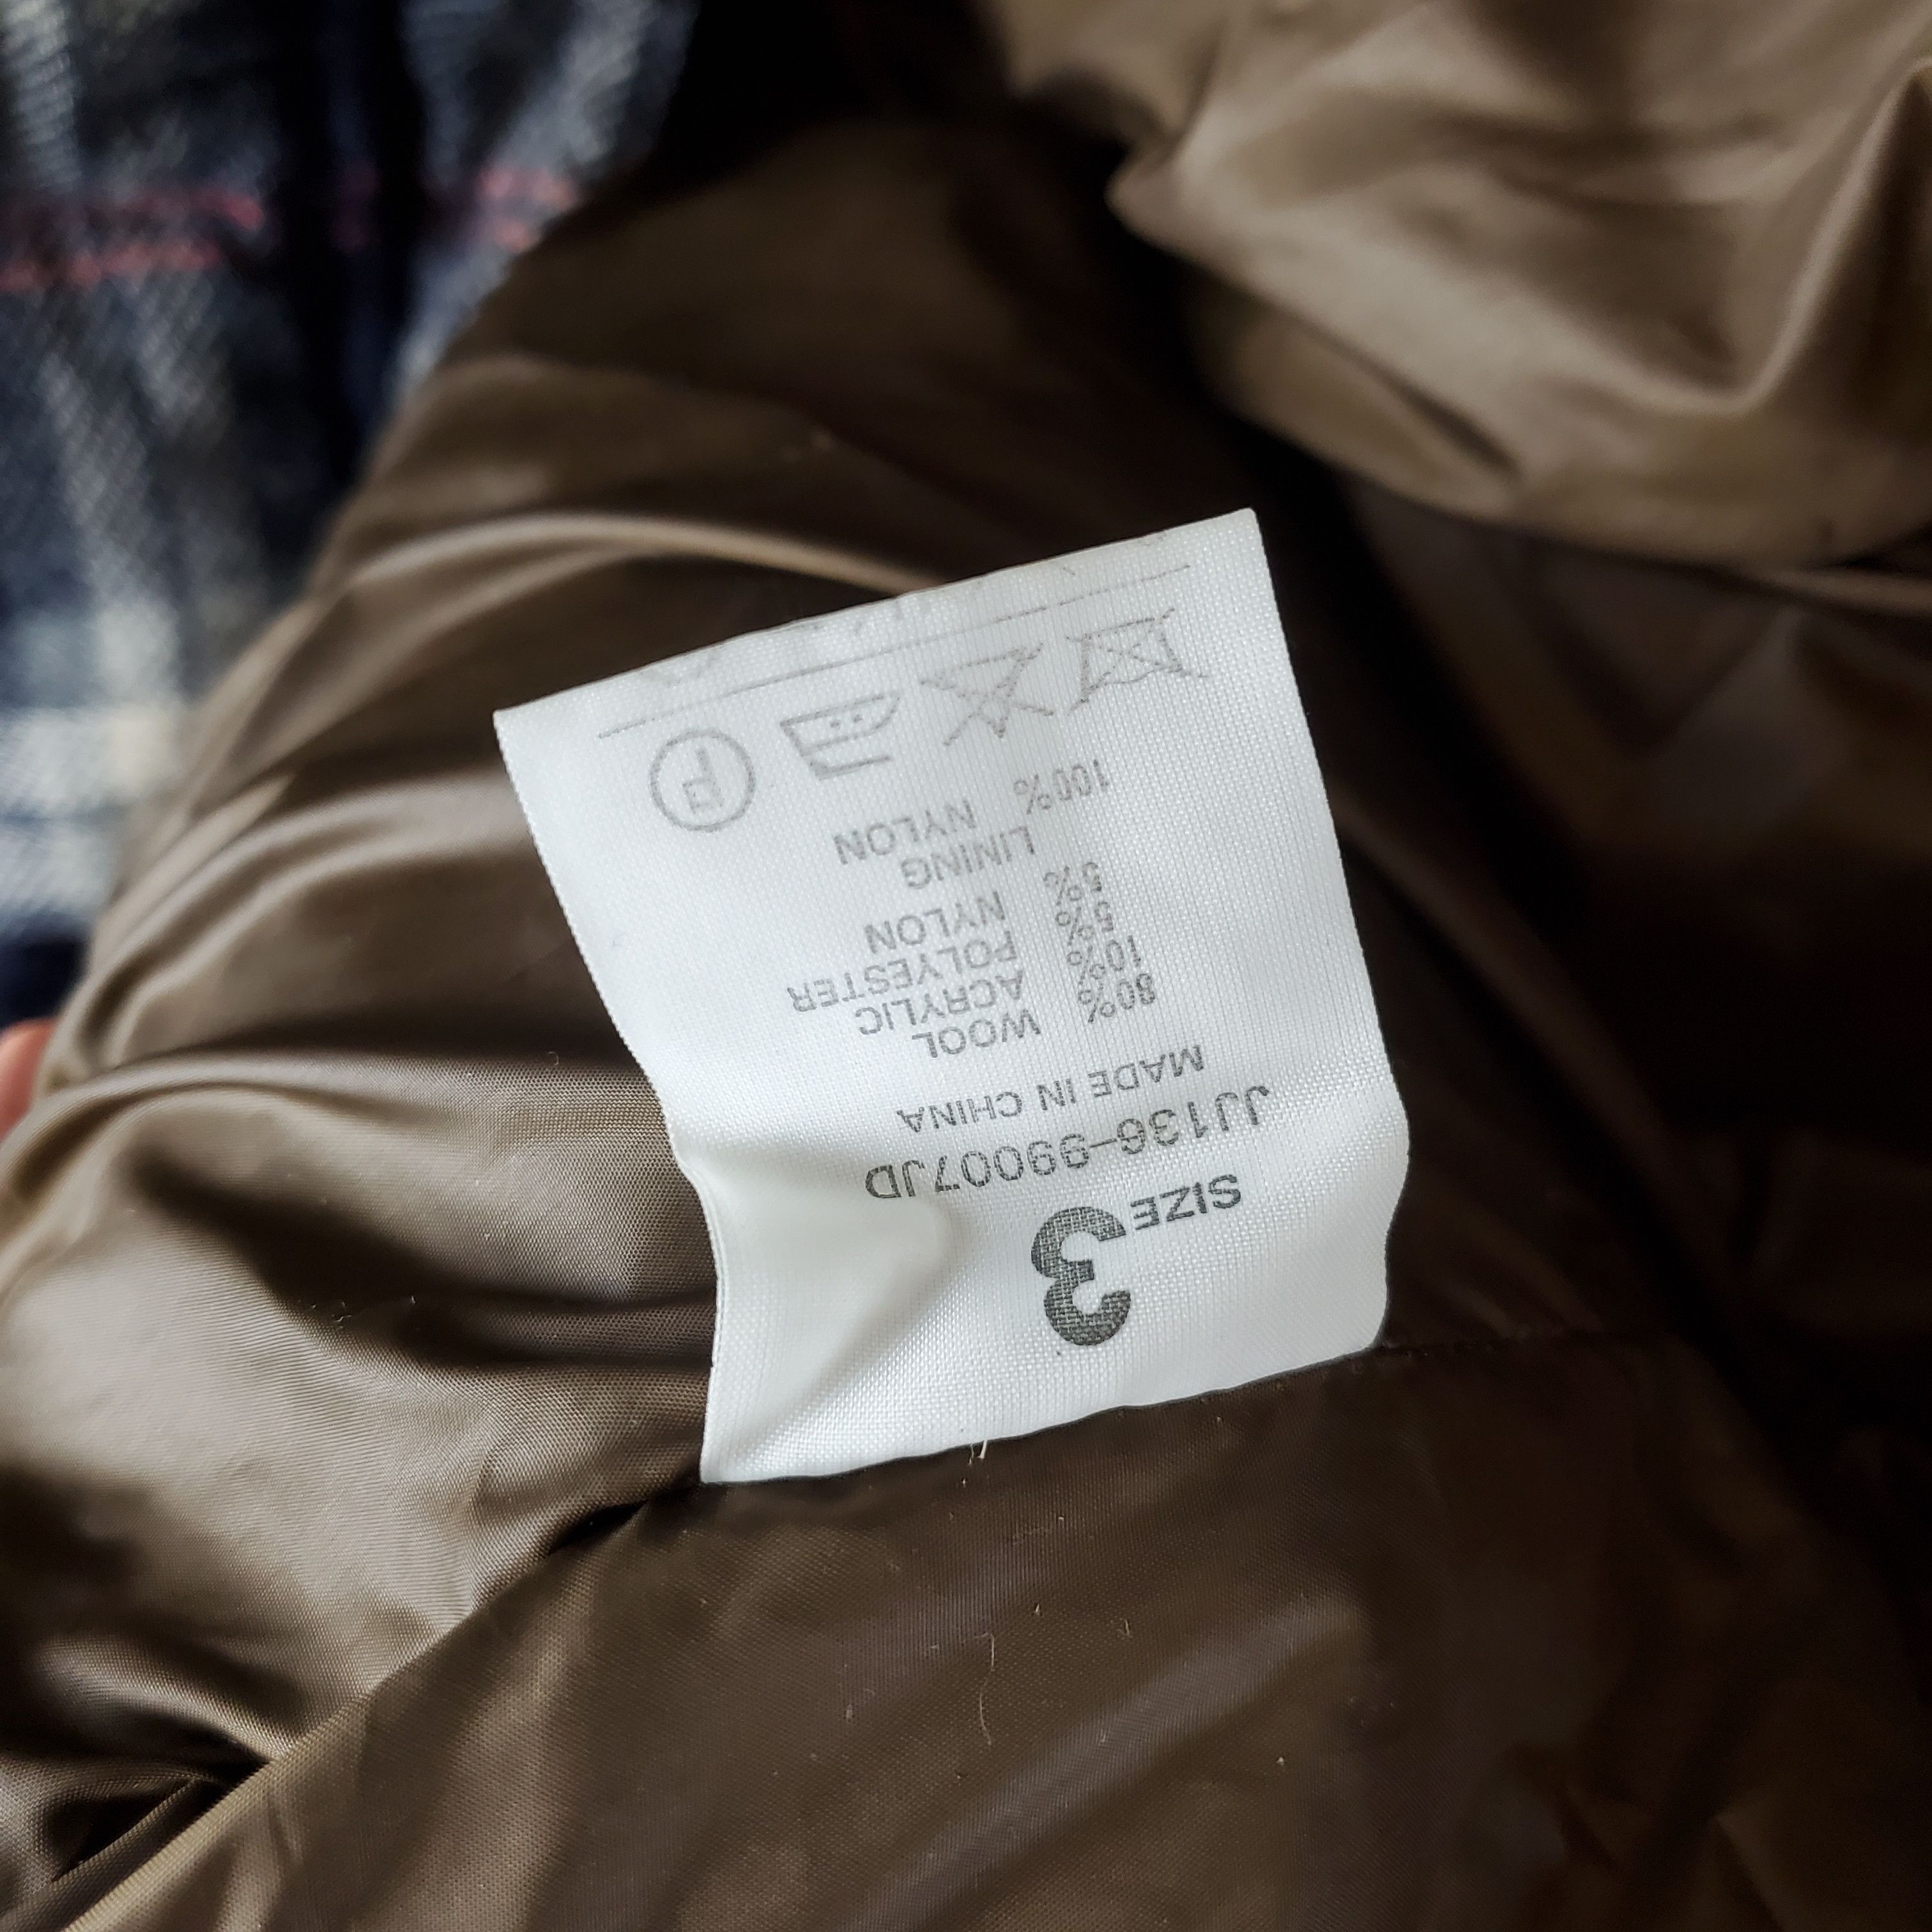 SIZE 3
JJ136-99007JD
MADE IN CHINA
80% WOOL
10% ACRYLIC
5% POLYESTER
5% NYLON
LINING
100% NYLON